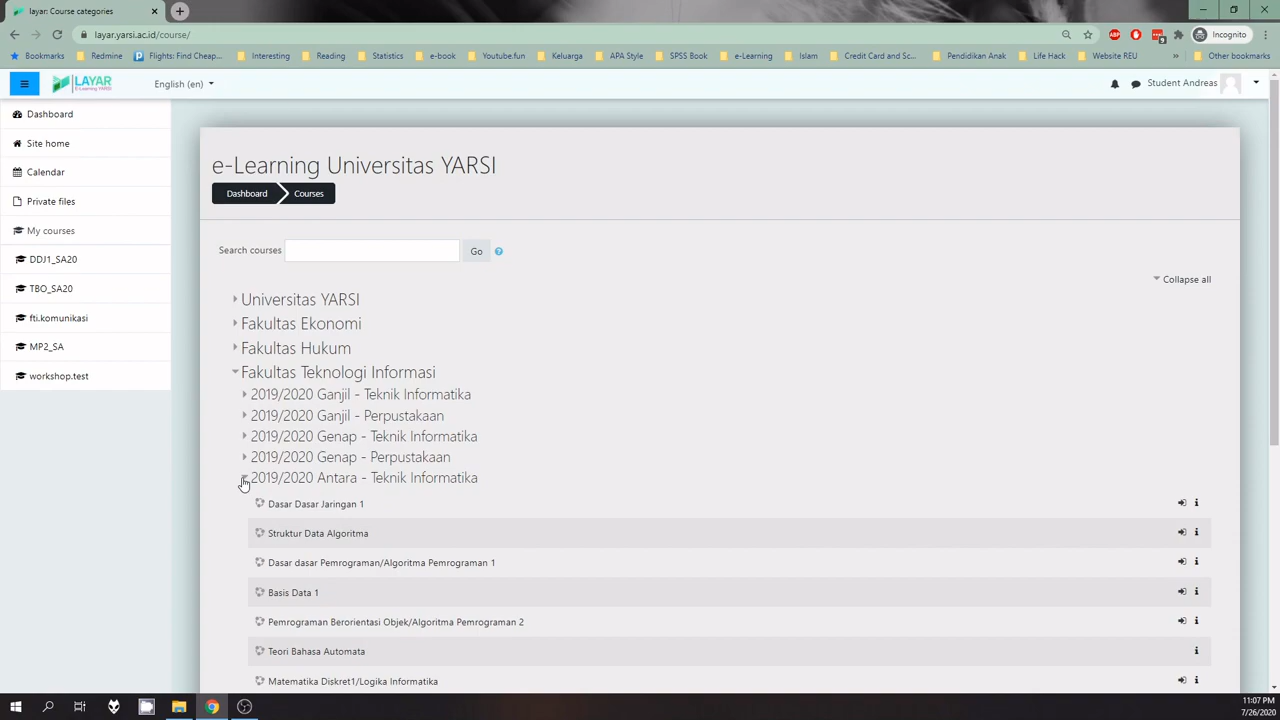 layar: Course categories
layar.yarsi.ac.id/course/
Incognito
Bookmarks
Redmine
Flights: Find Cheap...
Interesting
Reading
Statistics
e-book
Youtube.fun
Keluarga
APA Style
SPSS Book
e-Learning
Islam
Credit Card and Sc...
Pendidikan Anak
Life Hack
Website REU
Other bookmarks
LAYAR
E-Learning YARSI
English (en)
Student Andreas
Dashboard
Site home
Calendar
Private files
My courses
DDJ1_SA20
TBO_SA20
fti.komunikasi
MP2_SA
workshop.test
e-Learning Universitas YARSI
Dashboard
Courses
Search courses
Go
Collapse all
Universitas YARSI
Fakultas Ekonomi
Fakultas Hukum
Fakultas Teknologi Informasi
2019/2020 Ganjil - Teknik Informatika
2019/2020 Ganjil - Perpustakaan
2019/2020 Genap - Teknik Informatika
2019/2020 Genap - Perpustakaan
2019/2020 Antara - Teknik Informatika
Dasar Dasar Jaringan 1
Struktur Data Algoritma
Dasar dasar Pemrograman/Algoritma Pemrograman 1
Basis Data 1
Pemrograman Berorientasi Objek/Algoritma Pemrograman 2
Teori Bahasa Automata
Matematika Diskret1/Logika Informatika
11:07 PM
7/26/2020